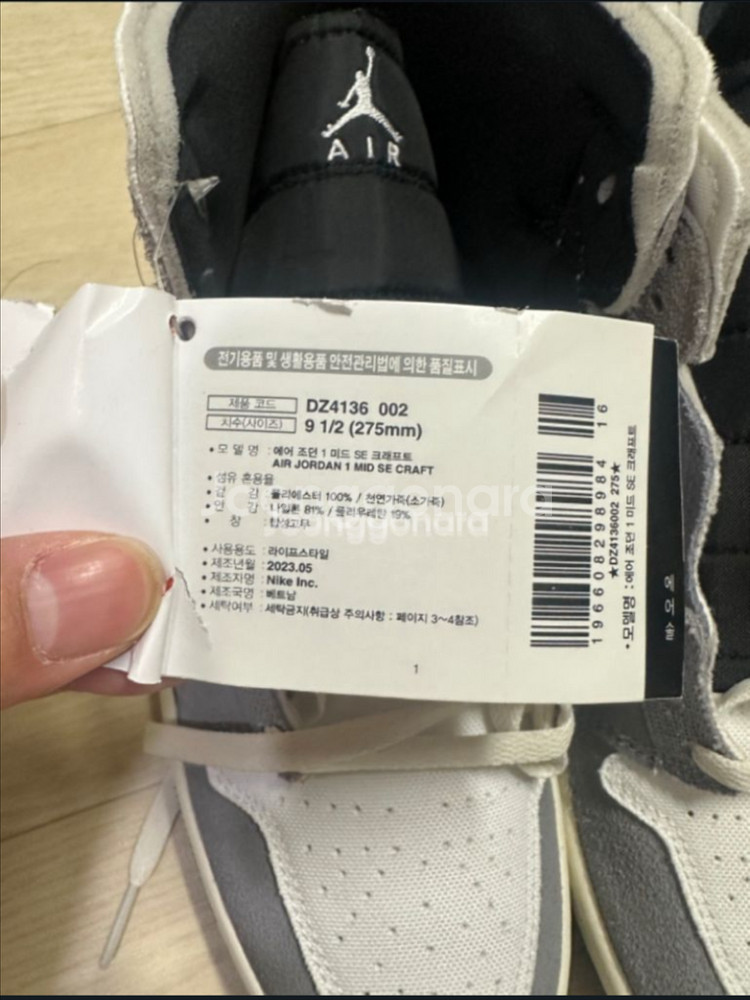 AIR
전기용품 및 생활용품 안전관리법에 의한 품질표시
제품 코드 DZ4136 002
치수(사이즈) 9 1/2 (275mm)
• 모 델 명 : 에어 조던 1 미드 SE 크래프트
AIR JORDAN 1 MID SE CRAFT
• 섬유 혼용율
• 겉 감 : 폴리에스터 100% / 천연가죽(소가죽)
• 안 감 : 나일론 81% / 폴리우레탄 19%
• 창 : 합성고무
• 사용용도 : 라이프스타일
• 제조년월 : 2023.05
• 제조자명 : Nike Inc.
• 제조국명 : 베트남
• 세탁여부 : 세탁금지(취급상 주의사항 : 페이지 3~4참조)
1
196608298984 16
★DZ4136002 275★
• 모델명 : 에어 조던 1 미드 SE 크래프트
joonggonara